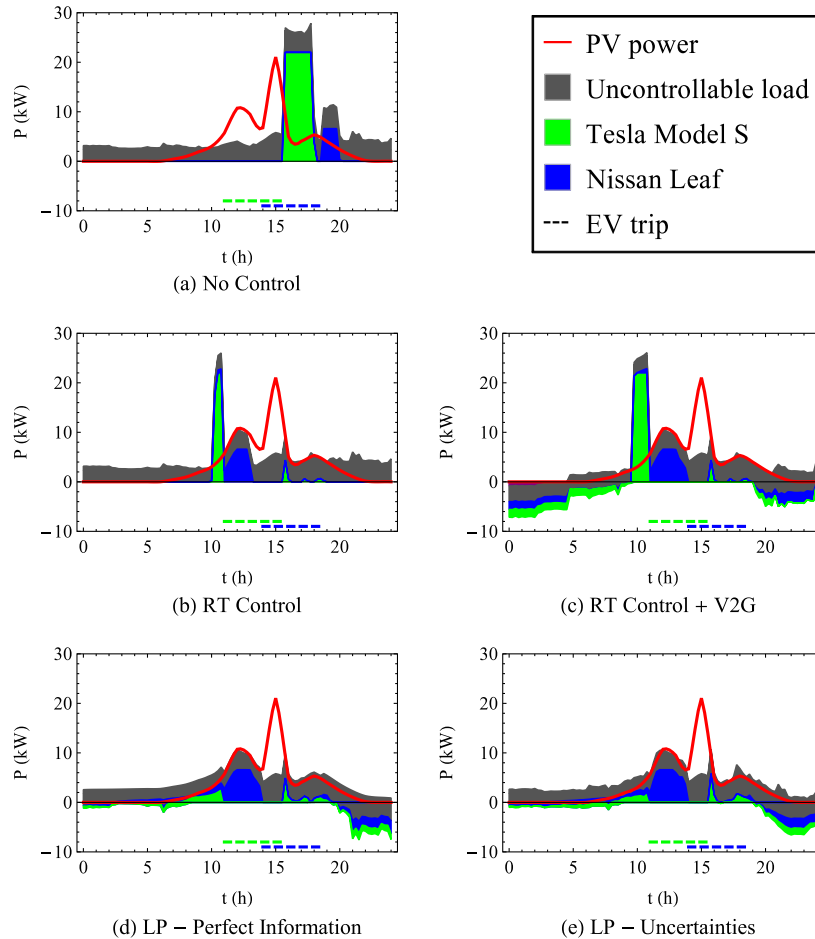 30
20
10
0
−10
P (kW)
0 5 10 15 20
t (h)
(a) No Control
PV power
Uncontrollable load
Tesla Model S
Nissan Leaf
EV trip
30
20
10
0
−10
P (kW)
0 5 10 15 20
t (h)
(b) RT Control
30
20
10
0
−10
P (kW)
0 5 10 15 20
t (h)
(c) RT Control + V2G
30
20
10
0
−10
P (kW)
0 5 10 15 20
t (h)
(d) LP − Perfect Information
30
20
10
0
−10
P (kW)
0 5 10 15 20
t (h)
(e) LP − Uncertainties